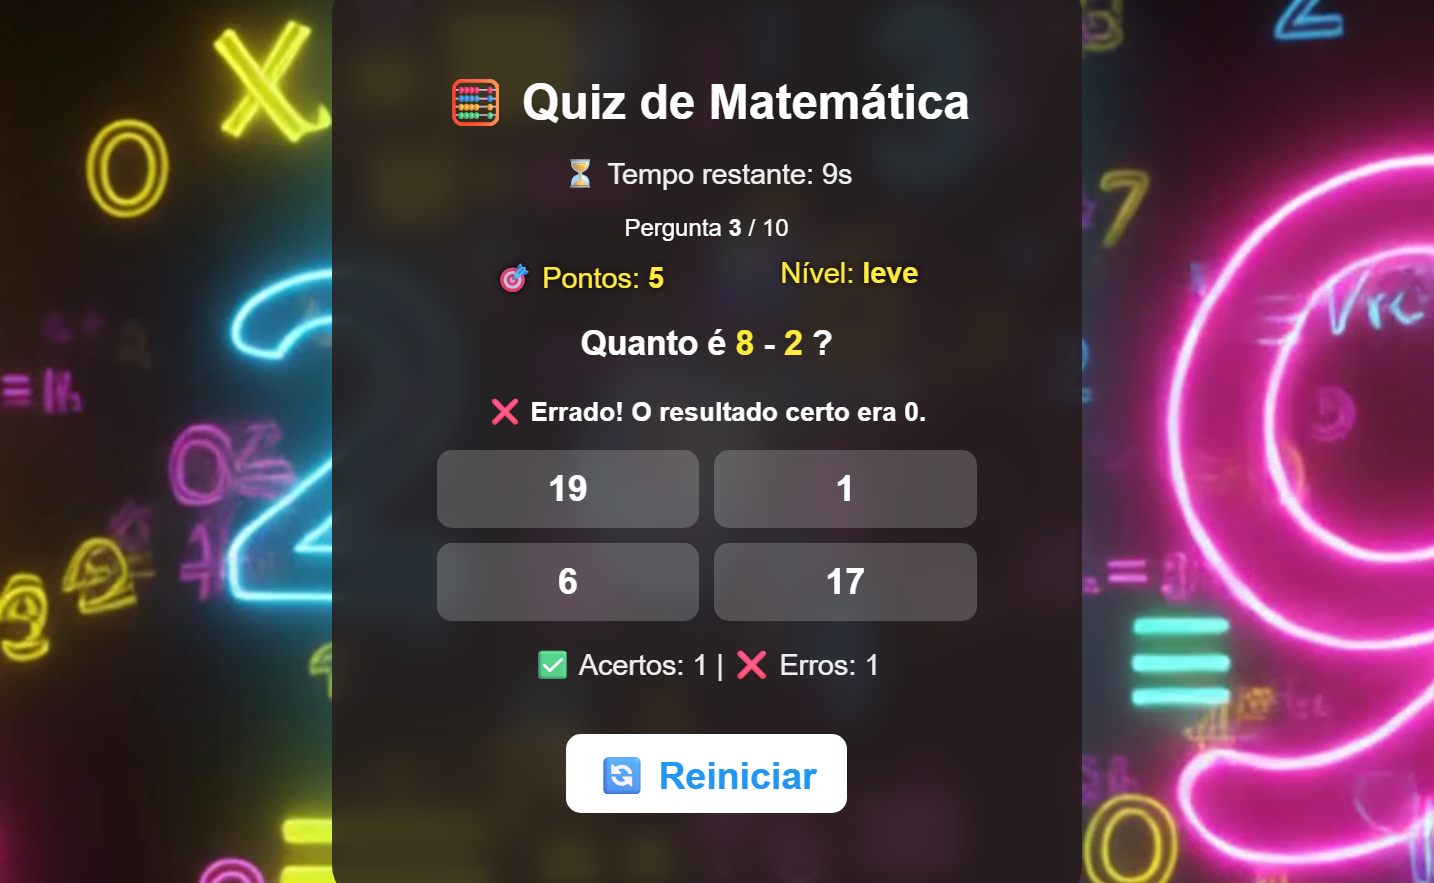 🧮 Quiz de Matemática
⏳ Tempo restante: 9s
Pergunta 3 / 10
🎯 Pontos: 5 Nível: leve
Quanto é 8 - 2 ?
❌ Errado! O resultado certo era 0.
19 1
6 17
✅ Acertos: 1 | ❌ Erros: 1
🔄 Reiniciar